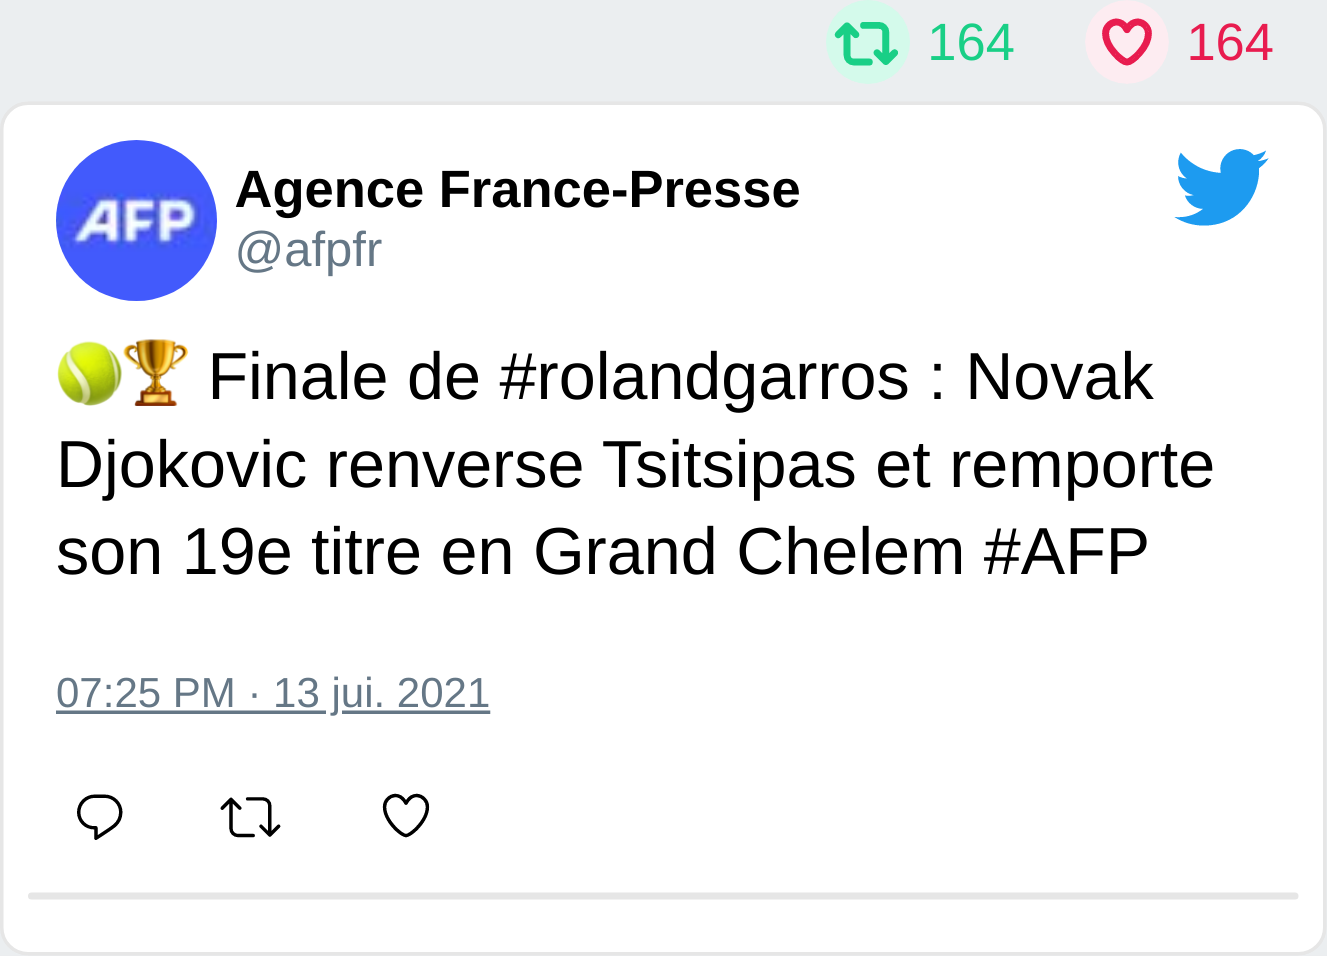 164 164
AFP
Agence France-Presse
@afpfr
🎾🏆 Finale de #rolandgarros : Novak
Djokovic renverse Tsitsipas et remporte
son 19e titre en Grand Chelem #AFP
07:25 PM · 13 jui. 2021